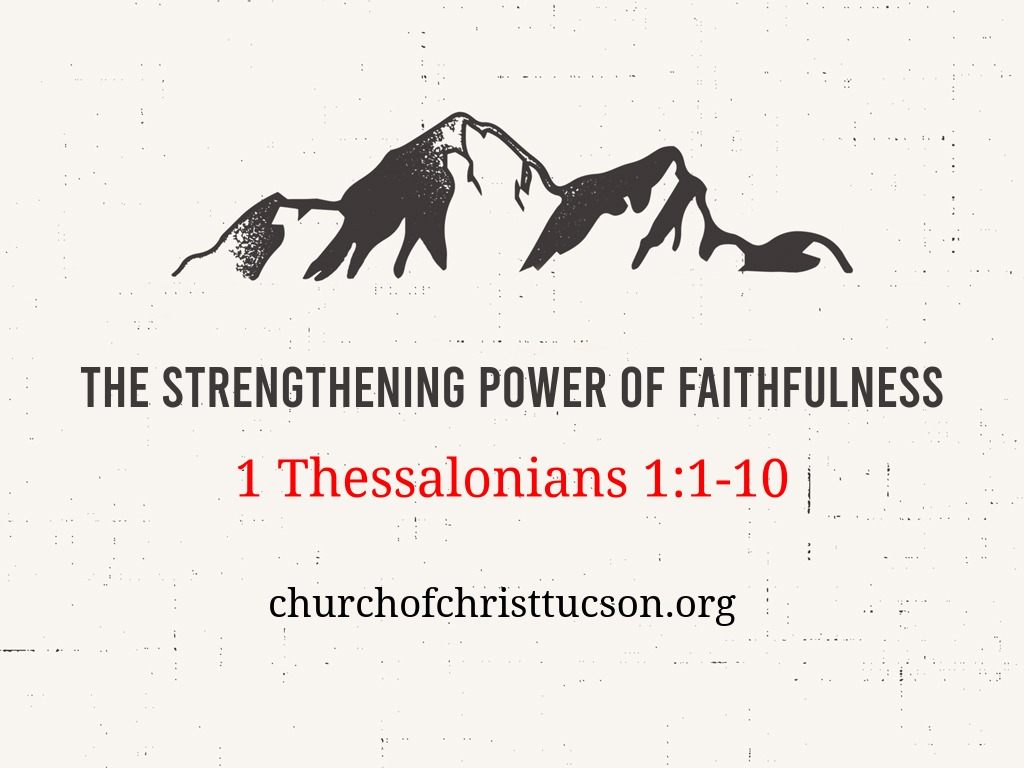 THE STRENGTHENING POWER OF FAITHFULNESS
1 Thessalonians 1:1-10
churchofchristtucson.org